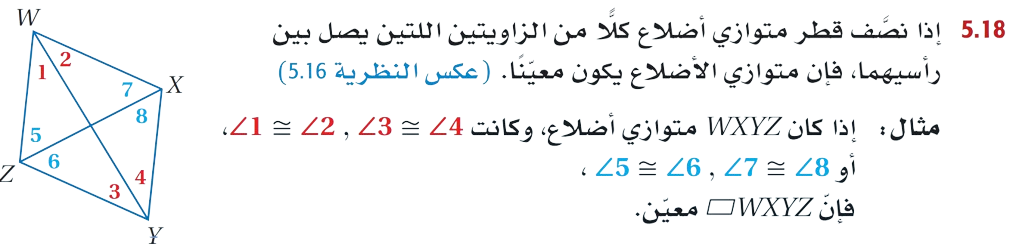 5.18 إذا نصَّف قطر متوازي أضلاع كلًّا من الزاويتين اللتين يصل بين
رأسيهما، فإن متوازي الأضلاع يكون معيّنًا. (عكس النظرية 5.16)
مثال: إذا كان WXYZ متوازي أضلاع، وكانت ∠1 ≅ ∠2 , ∠3 ≅ ∠4،
أو ∠5 ≅ ∠6 , ∠7 ≅ ∠8 ،
فإنّ ▱WXYZ معيّن.
W
1
2
7
X
8
5
6
Z
3
4
Y